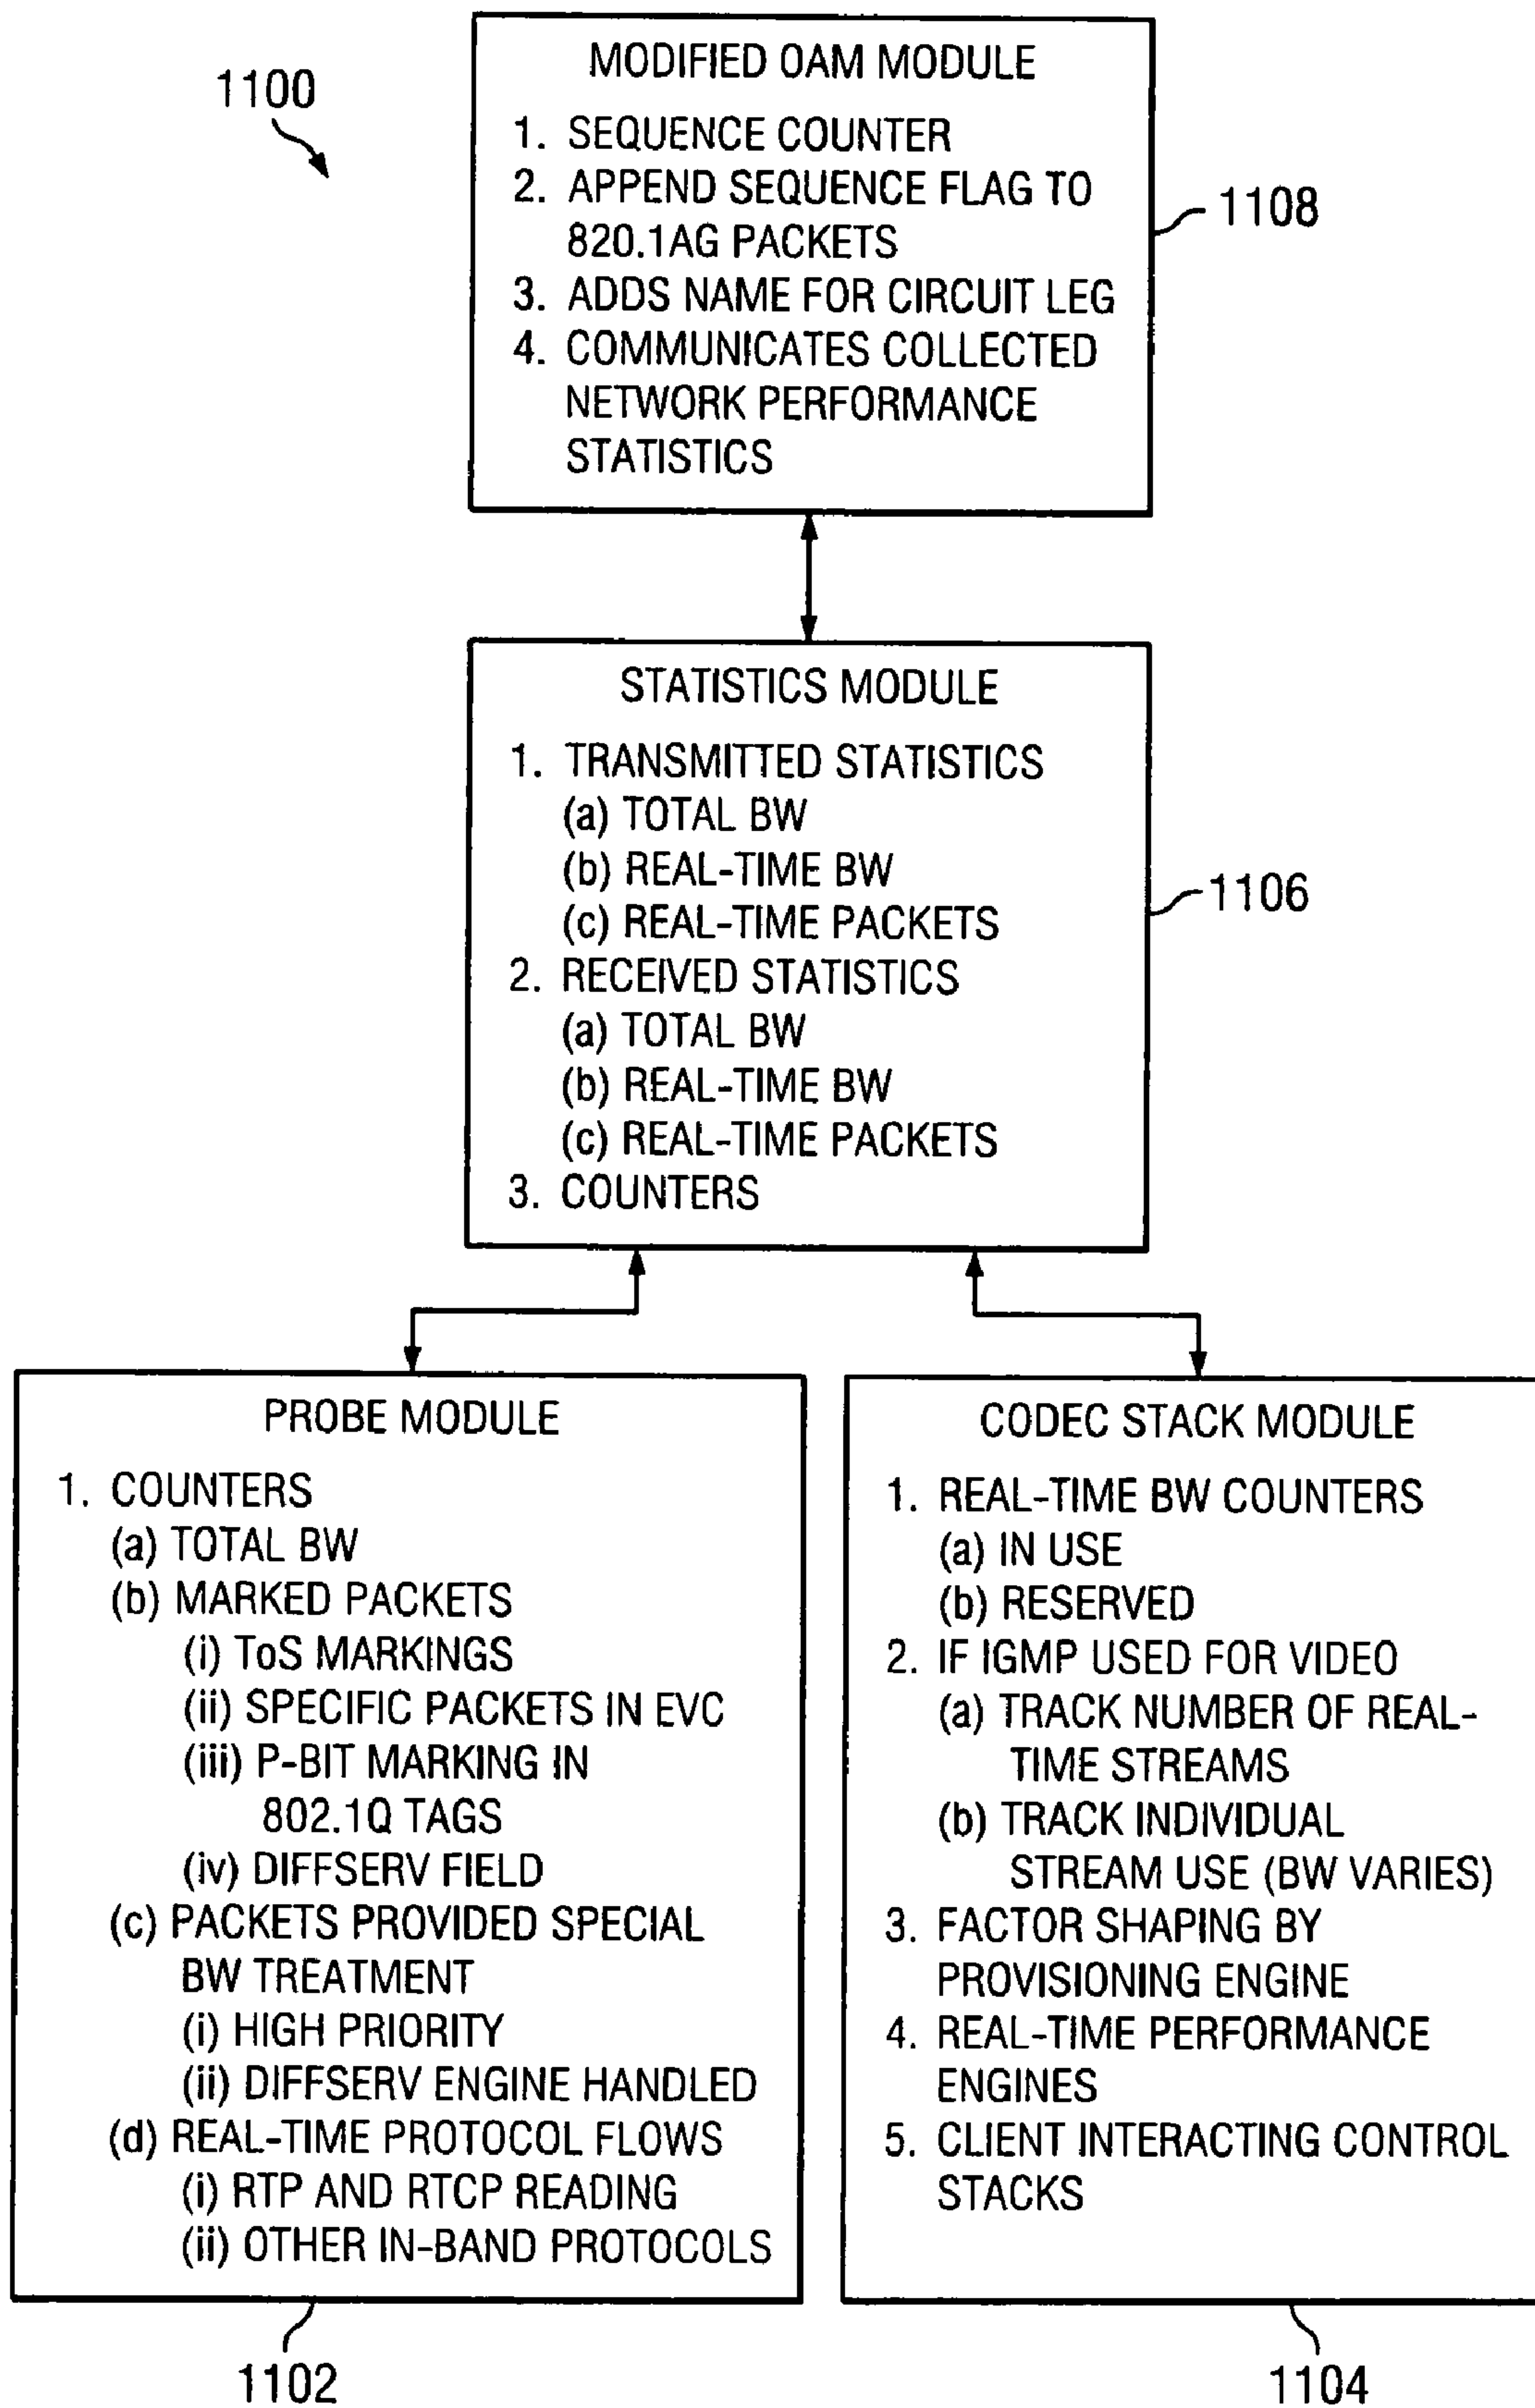 1100
MODIFIED OAM MODULE
1. SEQUENCE COUNTER
2. APPEND SEQUENCE FLAG TO
820.1AG PACKETS
3. ADDS NAME FOR CIRCUIT LEG
4. COMMUNICATES COLLECTED
NETWORK PERFORMANCE
STATISTICS
1108
STATISTICS MODULE
1. TRANSMITTED STATISTICS
(a) TOTAL BW
(b) REAL-TIME BW
(c) REAL-TIME PACKETS
2. RECEIVED STATISTICS
(a) TOTAL BW
(b) REAL-TIME BW
(c) REAL-TIME PACKETS
3. COUNTERS
1106
PROBE MODULE
1. COUNTERS
(a) TOTAL BW
(b) MARKED PACKETS
(i) ToS MARKINGS
(ii) SPECIFIC PACKETS IN EVC
(iii) P-BIT MARKING IN
802.1Q TAGS
(iv) DIFFSERV FIELD
(c) PACKETS PROVIDED SPECIAL
BW TREATMENT
(i) HIGH PRIORITY
(ii) DIFFSERV ENGINE HANDLED
(d) REAL-TIME PROTOCOL FLOWS
(i) RTP AND RTCP READING
(ii) OTHER IN-BAND PROTOCOLS
1102
CODEC STACK MODULE
1. REAL-TIME BW COUNTERS
(a) IN USE
(b) RESERVED
2. IF IGMP USED FOR VIDEO
(a) TRACK NUMBER OF REAL-
TIME STREAMS
(b) TRACK INDIVIDUAL
STREAM USE (BW VARIES)
3. FACTOR SHAPING BY
PROVISIONING ENGINE
4. REAL-TIME PERFORMANCE
ENGINES
5. CLIENT INTERACTING CONTROL
STACKS
1104